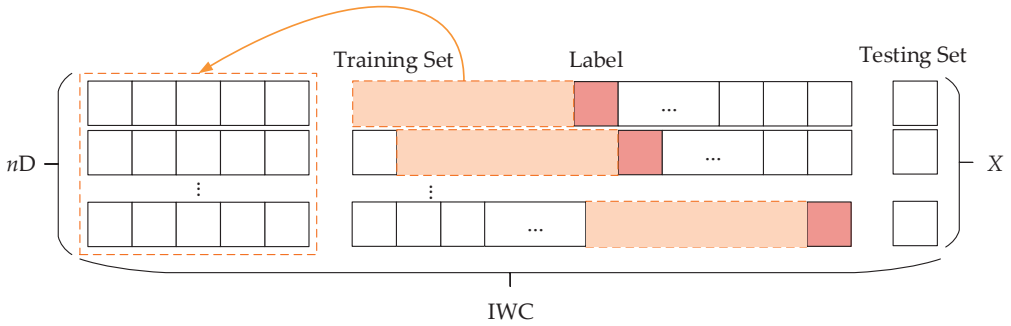 Training Set
Label
Testing Set
...
...
nD
X
...
...
...
IWC